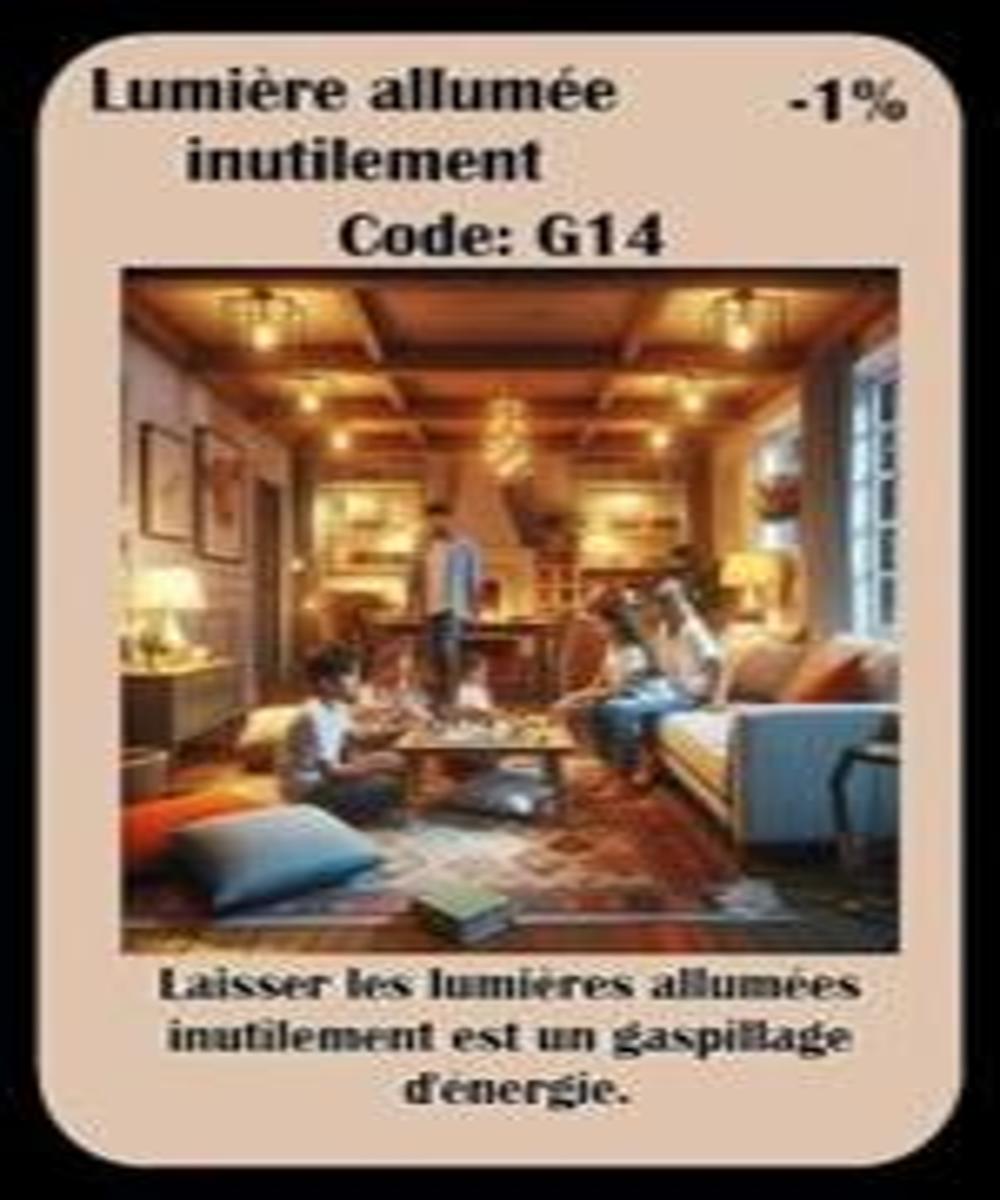 Lumière allumée
-1%
inutilement
Code: G14
Laisser les lumières allumées
inutilement est un gaspillage
d'énergie.